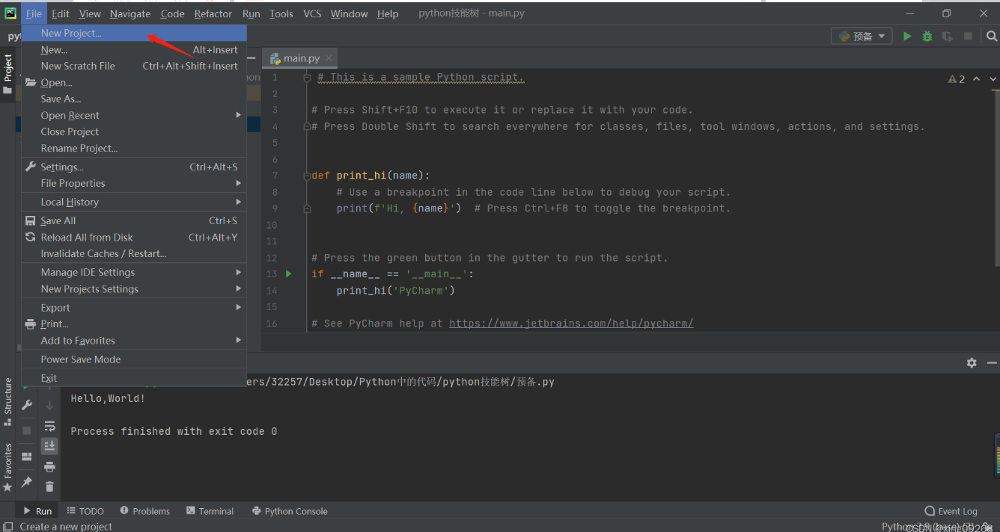 PC File Edit View Navigate Code Refactor Run Tools VCS Window Help python技能树 - main.py
New Project...
预备
New... Alt+Insert
New Scratch File Ctrl+Alt+Shift+Insert
Open...
Save As...
Open Recent
Close Project
Rename Project...
Settings... Ctrl+Alt+S
File Properties
Local History
Save All Ctrl+S
Reload All from Disk Ctrl+Alt+Y
Invalidate Caches / Restart...
Manage IDE Settings
New Projects Settings
Export
Print...
Add to Favorites
Power Save Mode
Exit
Project
Structure
Favorites
main.py
2
1 # This is a sample Python script.
2
3 # Press Shift+F10 to execute it or replace it with your code.
4 # Press Double Shift to search everywhere for classes, files, tool windows, actions, and settings.
5
6
7 def print_hi(name):
8 # Use a breakpoint in the code line below to debug your script.
9 print(f'Hi, {name}') # Press Ctrl+F8 to toggle the breakpoint.
10
11
12 # Press the green button in the gutter to run the script.
13 if __name__ == '__main__':
14 print_hi('PyCharm')
15
16 # See PyCharm help at https://www.jetbrains.com/help/pycharm/
ers/32257/Desktop/Python中的代码/python技能树/预备.py
Hello,World!
Process finished with exit code 0
Run TODO Problems Terminal Python Console Event Log
Create a new project